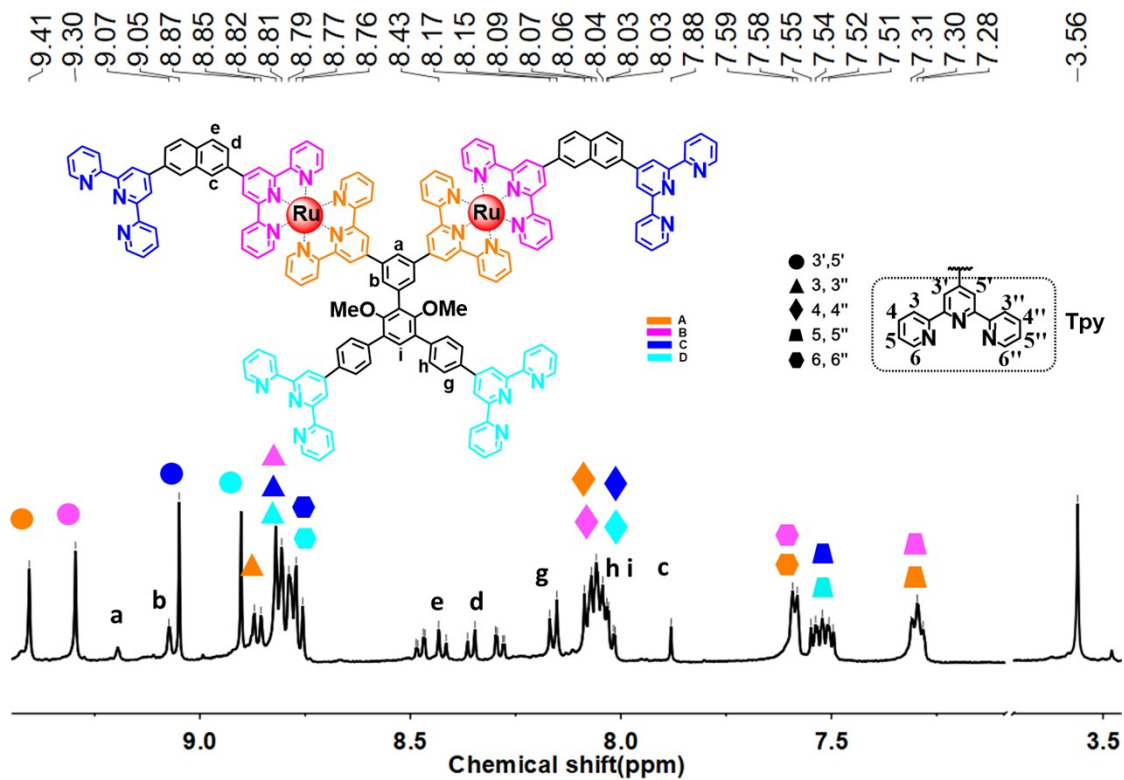 9.41 9.30 9.07 9.05 8.87 8.85 8.82 8.81 8.79 8.77 8.76 8.43 8.17 8.15 8.09 8.07 8.06 8.04 8.03 8.03 7.88 7.59 7.58 7.55 7.54 7.52 7.51 7.31 7.30 7.28 3.56
e
d
c
N N N N N N
N N N N N N
Ru Ru
N N N N N N
N N N N N N
a
b
MeO OMe
i
h
g
N N N N N N
A
B
C
D
3',5'
3, 3''
4, 4''
5, 5''
6, 6''
3' 5'
3 3''
4 4''
N N N
5 5''
6 6''
Tpy
a b e d g h i c
9.0 8.5 8.0 7.5 3.5
Chemical shift(ppm)